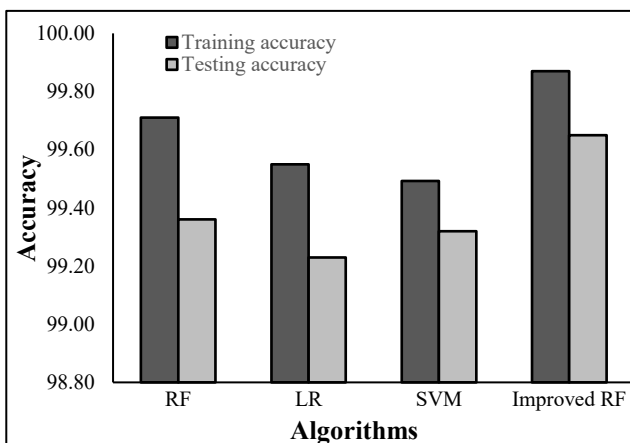 100.00
Training accuracy
Testing accuracy
99.80
99.60
99.40
99.20
99.00
98.80
Accuracy
RF LR SVM Improved RF
Algorithms